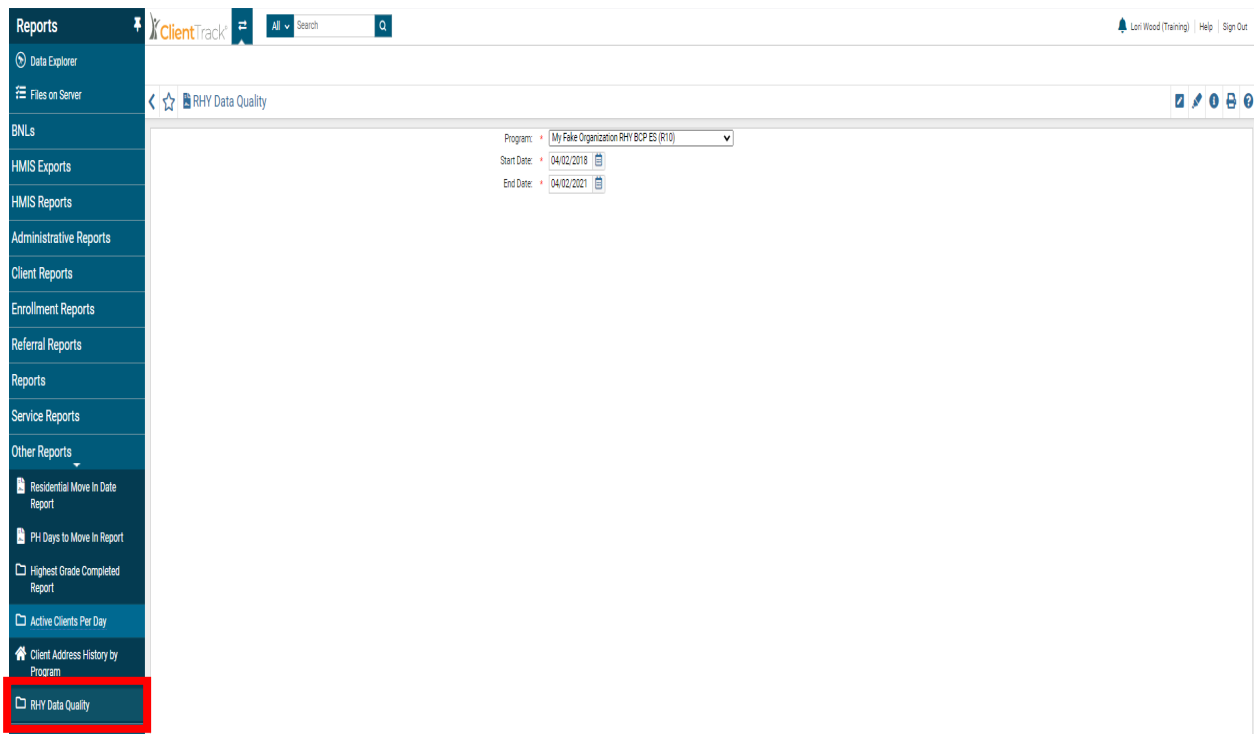 Reports
ClientTrack
All
Search
Lori Wood (Training)
Help
Sign Out
Data Explorer
Files on Server
RHY Data Quality
BNLs
HMIS Exports
HMIS Reports
Administrative Reports
Client Reports
Enrollment Reports
Referral Reports
Reports
Service Reports
Other Reports
Residential Move In Date
Report
PH Days to Move In Report
Highest Grade Completed
Report
Active Clients Per Day
Client Address History by
Program
RHY Data Quality
Program: * My Fake Organization RHY BCP ES (R10)
Start Date: * 04/02/2018
End Date: * 04/02/2021